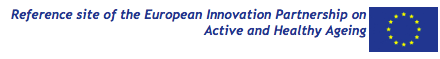 Reference site of the European Innovation Partnership on
Active and Healthy Ageing